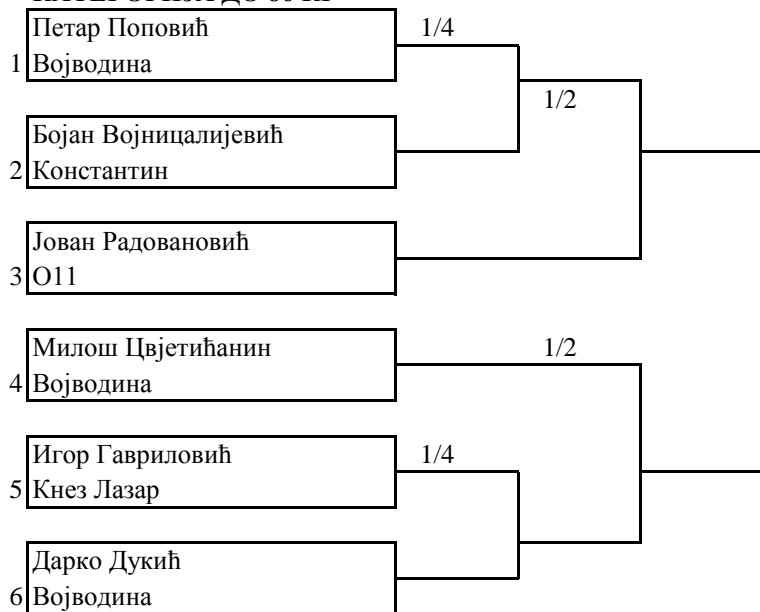 Петар Поповић
1/4
1 Војводина
1/2
Бојан Војницалијевић
2 Константин
Јован Радовановић
3 О11
Милош Цвјетићанин
1/2
4 Војводина
Игор Гавриловић
1/4
5 Кнез Лазар
Дарко Дукић
6 Војводина